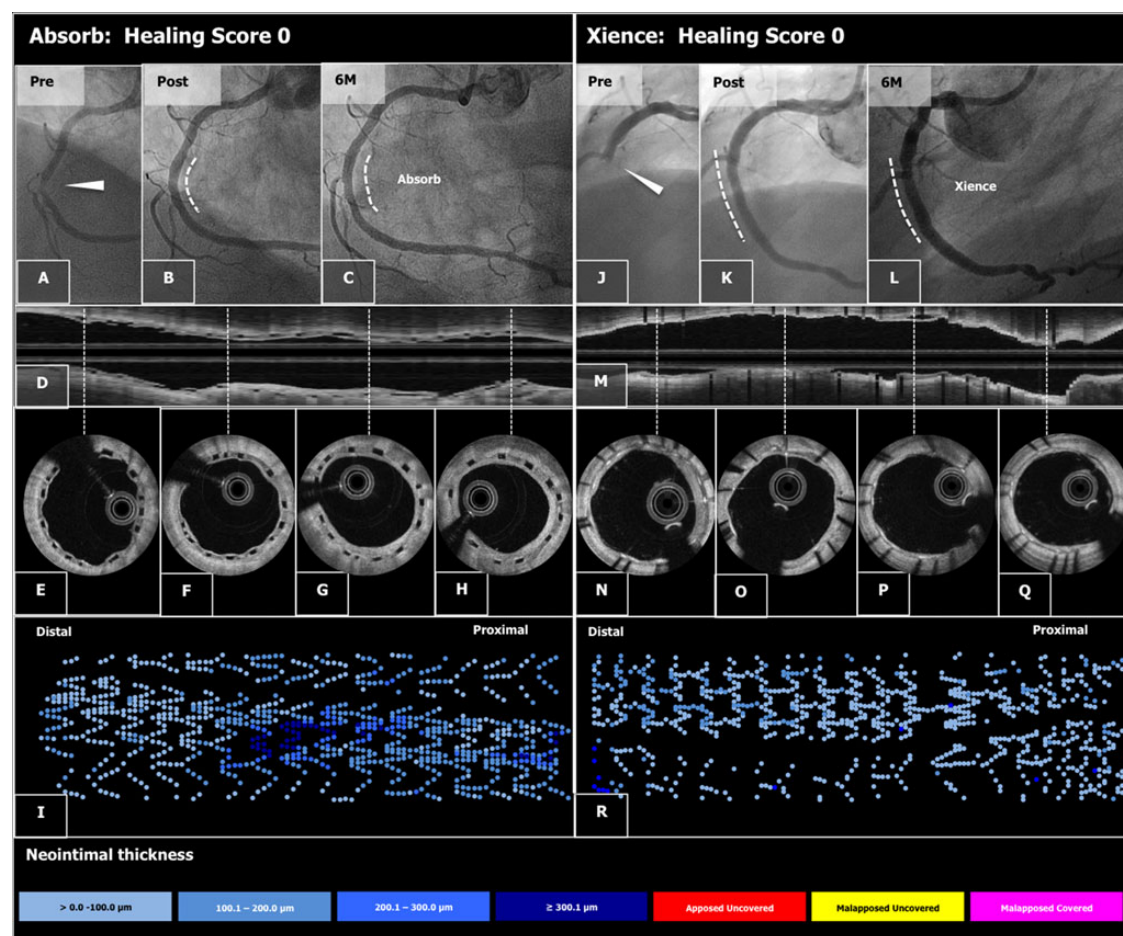 Absorb: Healing Score 0
Xience: Healing Score 0
Pre
Post
6M
Pre
Post
6M
Absorb
Xience
A
B
C
J
K
L
D
M
E
F
G
H
N
O
P
Q
Distal
Proximal
Distal
Proximal
I
R
Neointimal thickness
> 0.0 -100.0 µm
100.1 – 200.0 µm
200.1 – 300.0 µm
≥ 300.1 µm
Apposed Uncovered
Malapposed Uncovered
Malapposed Covered